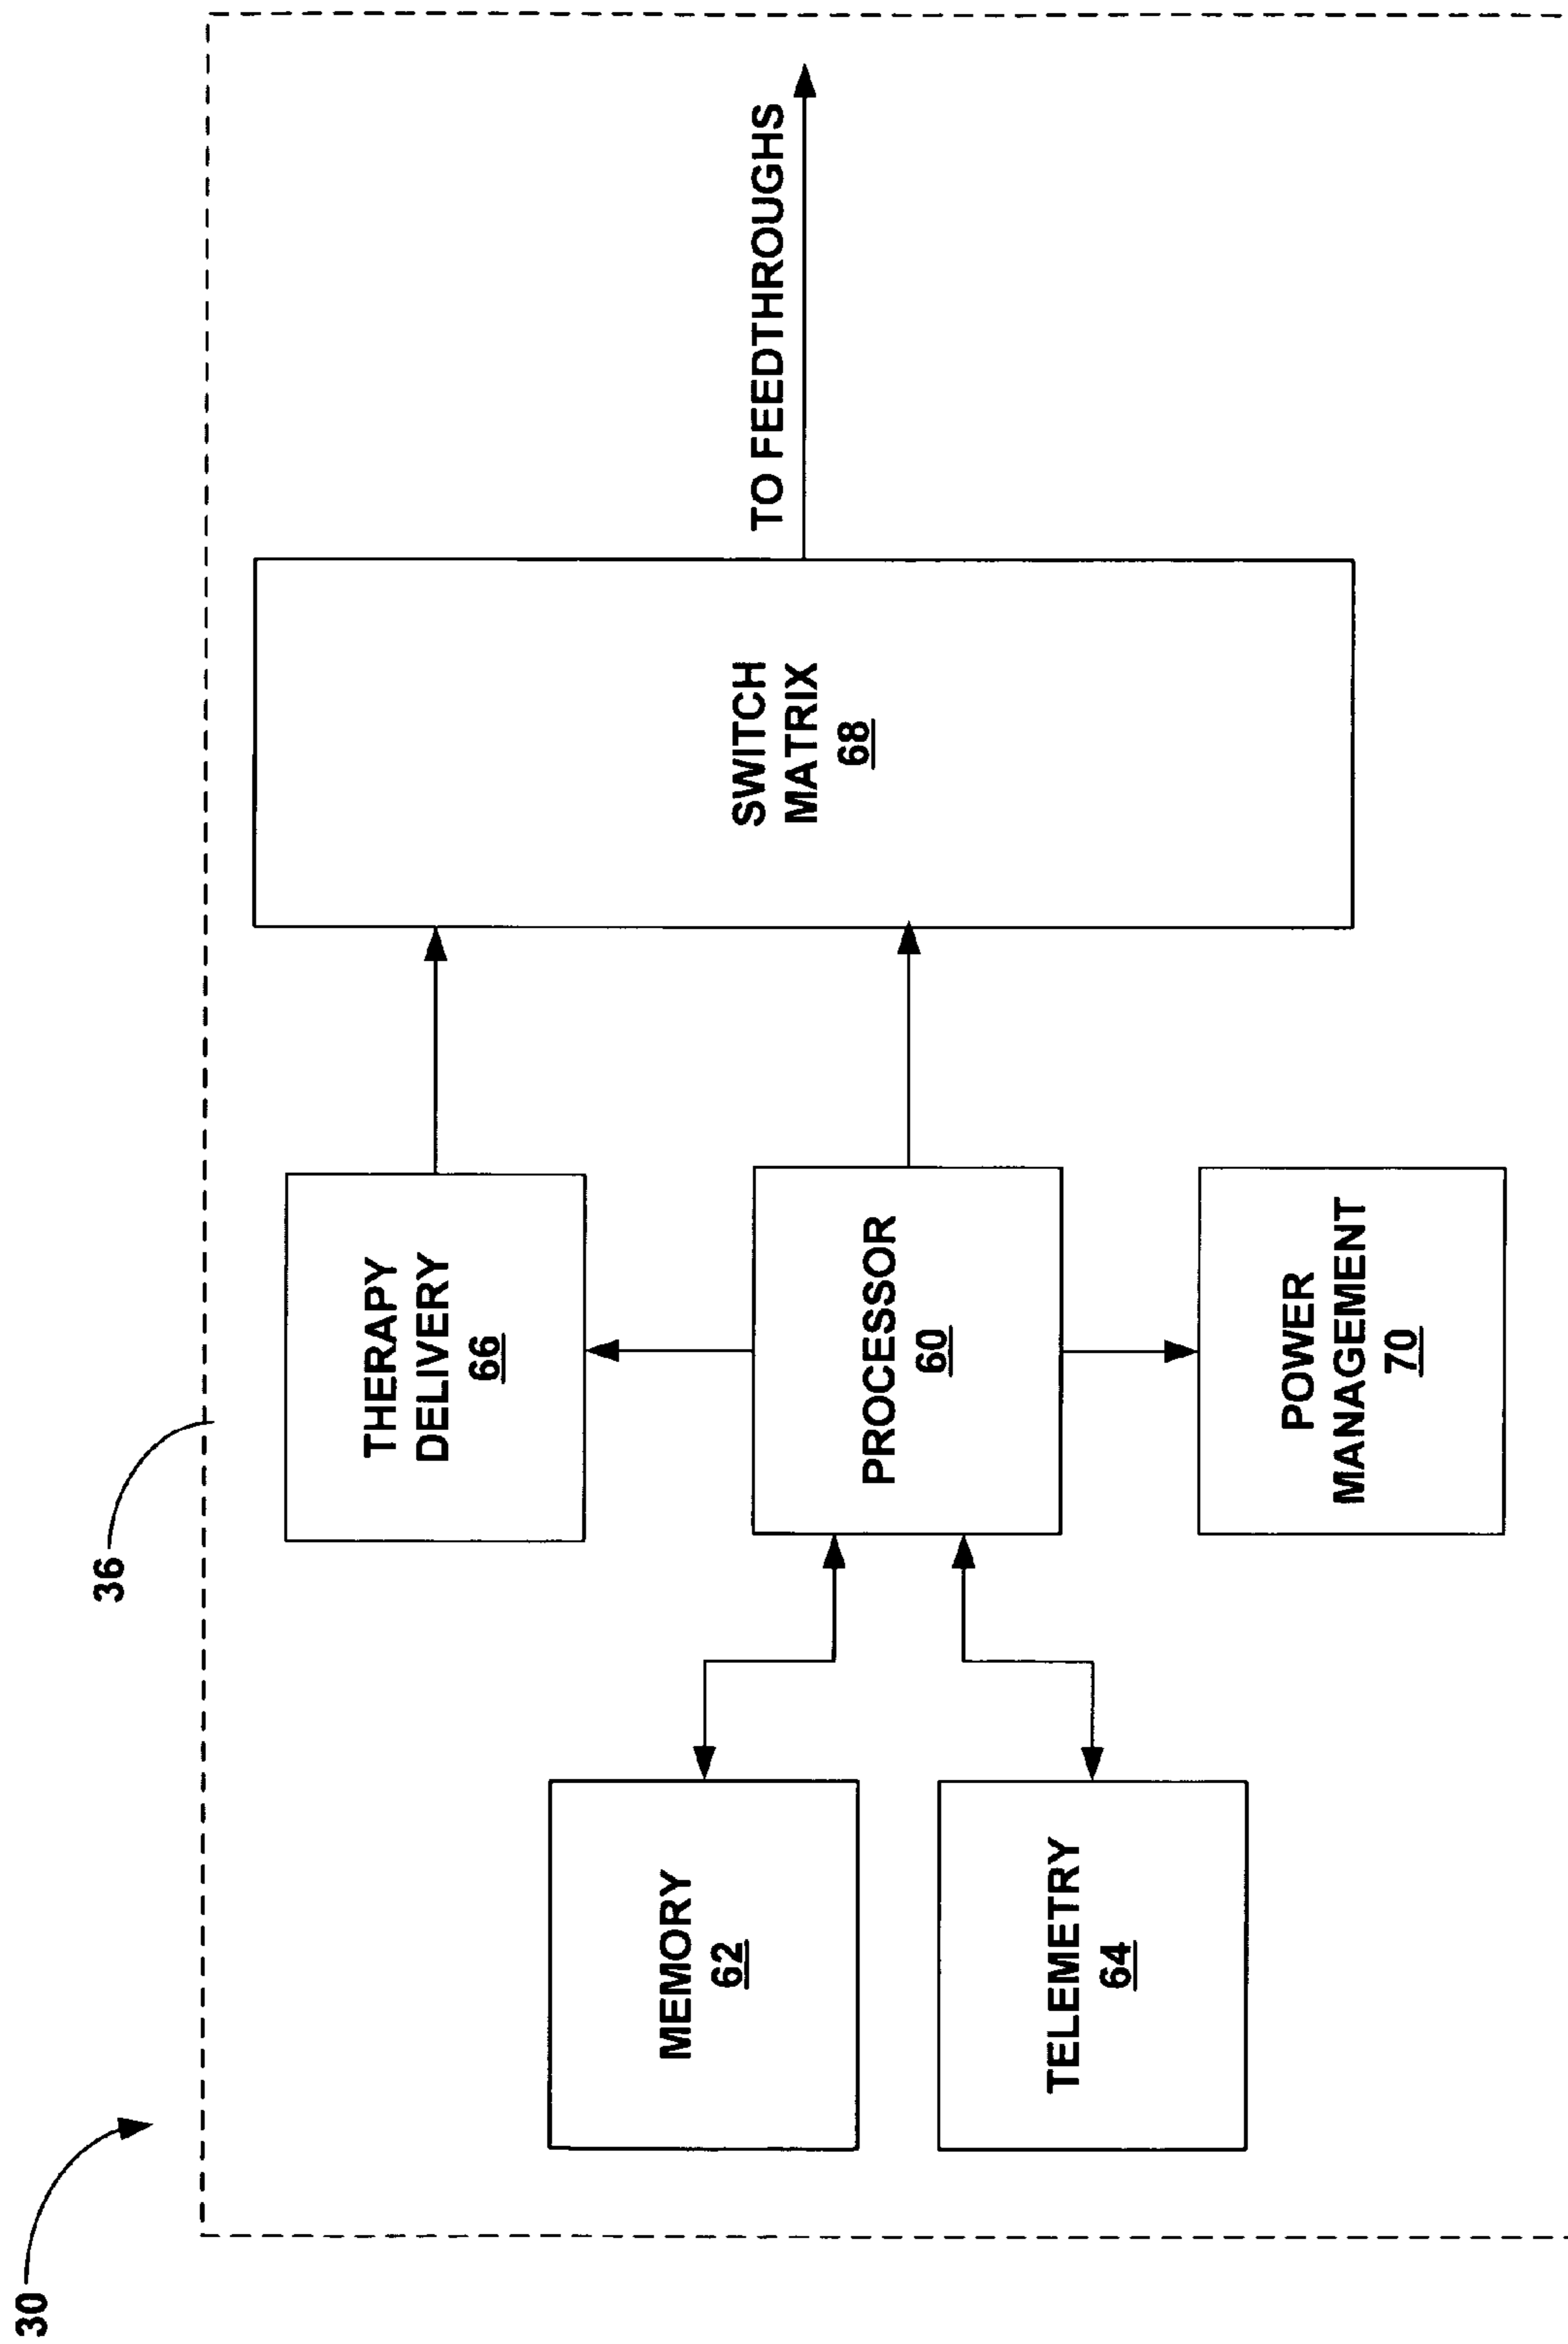 30
36
THERAPY
DELIVERY
66
MEMORY
62
PROCESSOR
60
SWITCH
MATRIX
68
TO FEEDTHROUGHS
TELEMETRY
64
POWER
MANAGEMENT
70